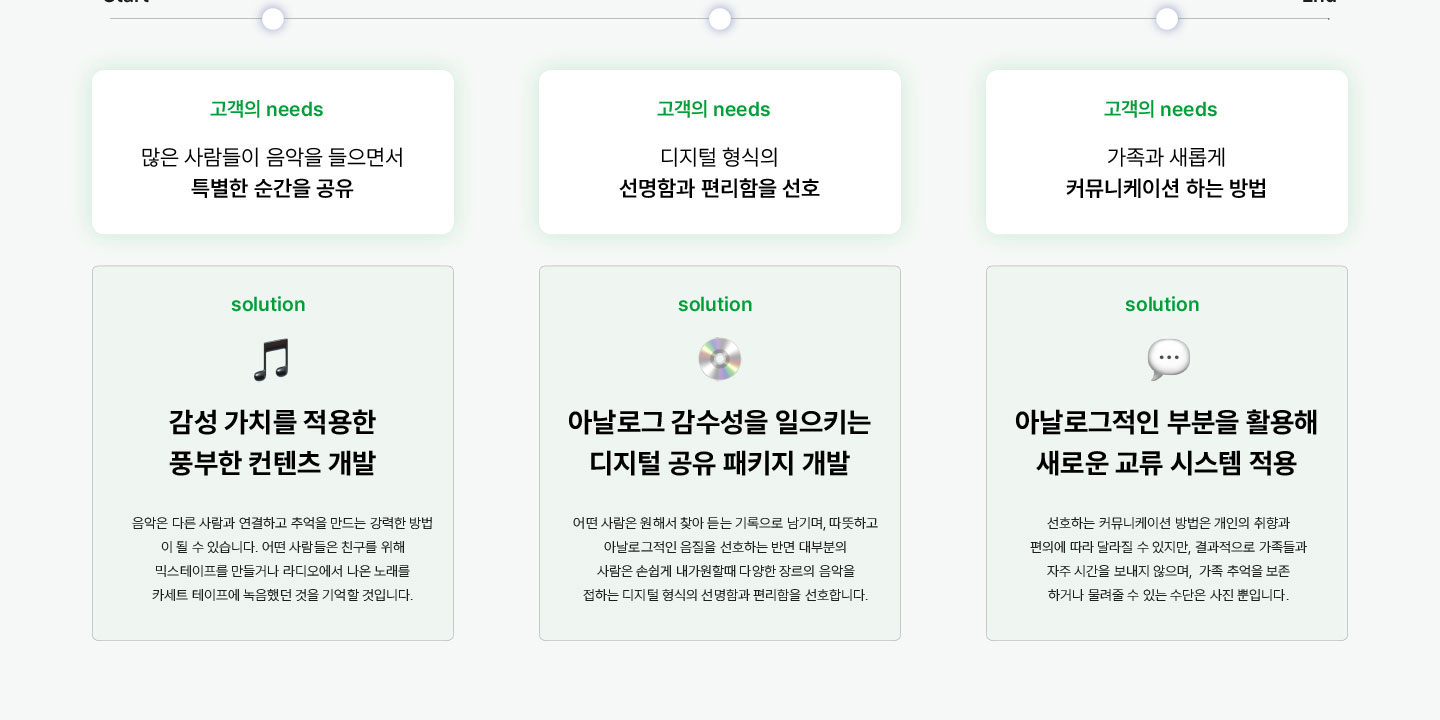 Start
End
고객의 needs
많은 사람들이 음악을 들으면서
특별한 순간을 공유
고객의 needs
디지털 형식의
선명함과 편리함을 선호
고객의 needs
가족과 새롭게
커뮤니케이션 하는 방법
solution
감성 가치를 적용한
풍부한 컨텐츠 개발
음악은 다른 사람과 연결하고 추억을 만드는 강력한 방법
이 될 수 있습니다. 어떤 사람들은 친구를 위해
믹스테이프를 만들거나 라디오에서 나온 노래를
카세트 테이프에 녹음했던 것을 기억할 것입니다.
solution
아날로그 감수성을 일으키는
디지털 공유 패키지 개발
어떤 사람은 원해서 찾아 듣는 기록으로 남기며, 따뜻하고
아날로그적인 음질을 선호하는 반면 대부분의
사람은 손쉽게 내가원할때 다양한 장르의 음악을
접하는 디지털 형식의 선명함과 편리함을 선호합니다.
solution
아날로그적인 부분을 활용해
새로운 교류 시스템 적용
선호하는 커뮤니케이션 방법은 개인의 취향과
편의에 따라 달라질 수 있지만, 결과적으로 가족들과
자주 시간을 보내지 않으며, 가족 추억을 보존
하거나 물려줄 수 있는 수단은 사진 뿐입니다.